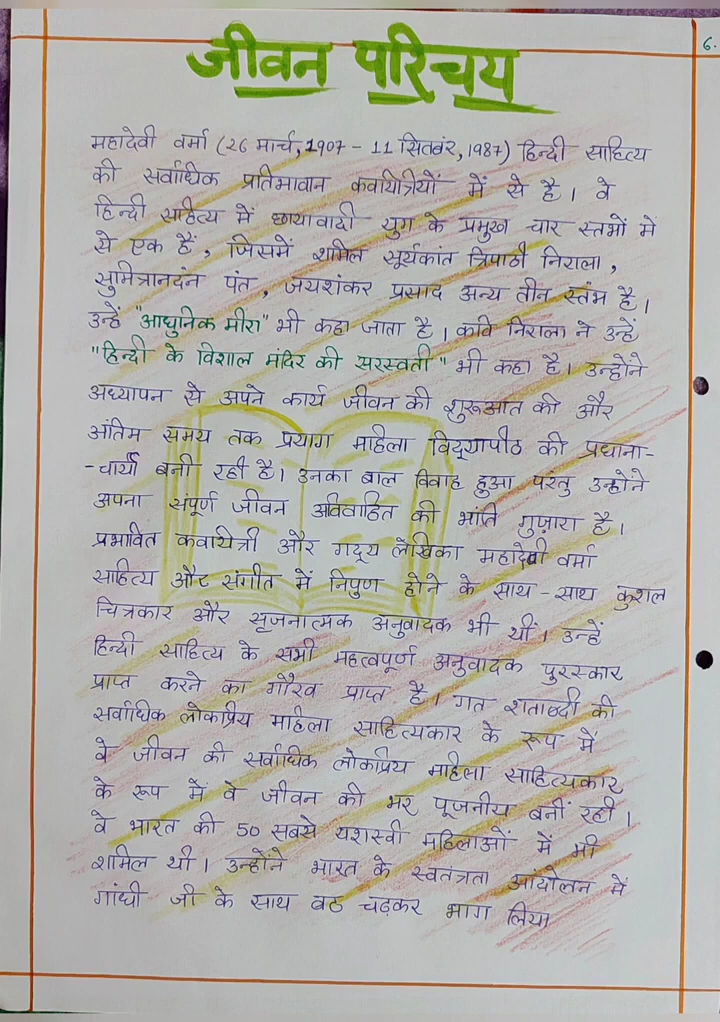 ६.
जीवन परिचय
महादेवी वर्मा (26 मार्च, 1907 - 11 सितबंर, 1987) हिन्दी साहित्य
की सर्वाधिक प्रतिभावान कवयित्रियों में से है। वे
हिन्दी साहित्य में छायावादी युग के प्रमुख चार स्तभों में
से एक हैं, जिसमें शामिल सूर्यकांत त्रिपाठी निराला,
सुमित्रानदंन पंत, जयशंकर प्रसाद अन्य तीन स्तंभ है।
उन्हें "आधुनिक मीरा" भी कहा जाता है। कवि निराला ने उन्हें
"हिन्दी के विशाल मंदिर की सरस्वती" भी कहा है। उन्होंने
अध्यापन से अपने कार्य जीवन की शुरूआत की और
अंतिम समय तक प्रयाग महिला विद्यापीठ की प्रधाना-
-चार्या बनी रही है। उनका बाल विवाह हुआ परंतु उन्होंने
अपना संपूर्ण जीवन अविवाहित की भांति गुज़ारा है।
प्रभावित कवयित्री और गद्य लेखिका महादेवी वर्मा
साहित्य और संगीत में निपुण होने के साथ-साथ कुशल
चित्रकार और सृजनात्मक अनुवादक भी थीं। उन्हें
हिन्दी साहित्य के सभी महत्वपूर्ण अनुवादक पुरस्कार
प्राप्त करने का गौरव प्राप्त है। गत शताब्दी की
सर्वाधिक लोकप्रिय महिला साहित्यकार के रूप में
वे जीवन की सर्वाधिक लोकप्रिय महिला साहित्यकार
के रूप में वे जीवन की भर पूजनीय बनीं रही।
वे भारत की 50 सबसे यशस्वी महिलाओं में भी
शामिल थी। उन्होंने भारत के स्वतंत्रता आंदोलन में
गांधी जी के साथ बढ चढ़कर भाग लिया